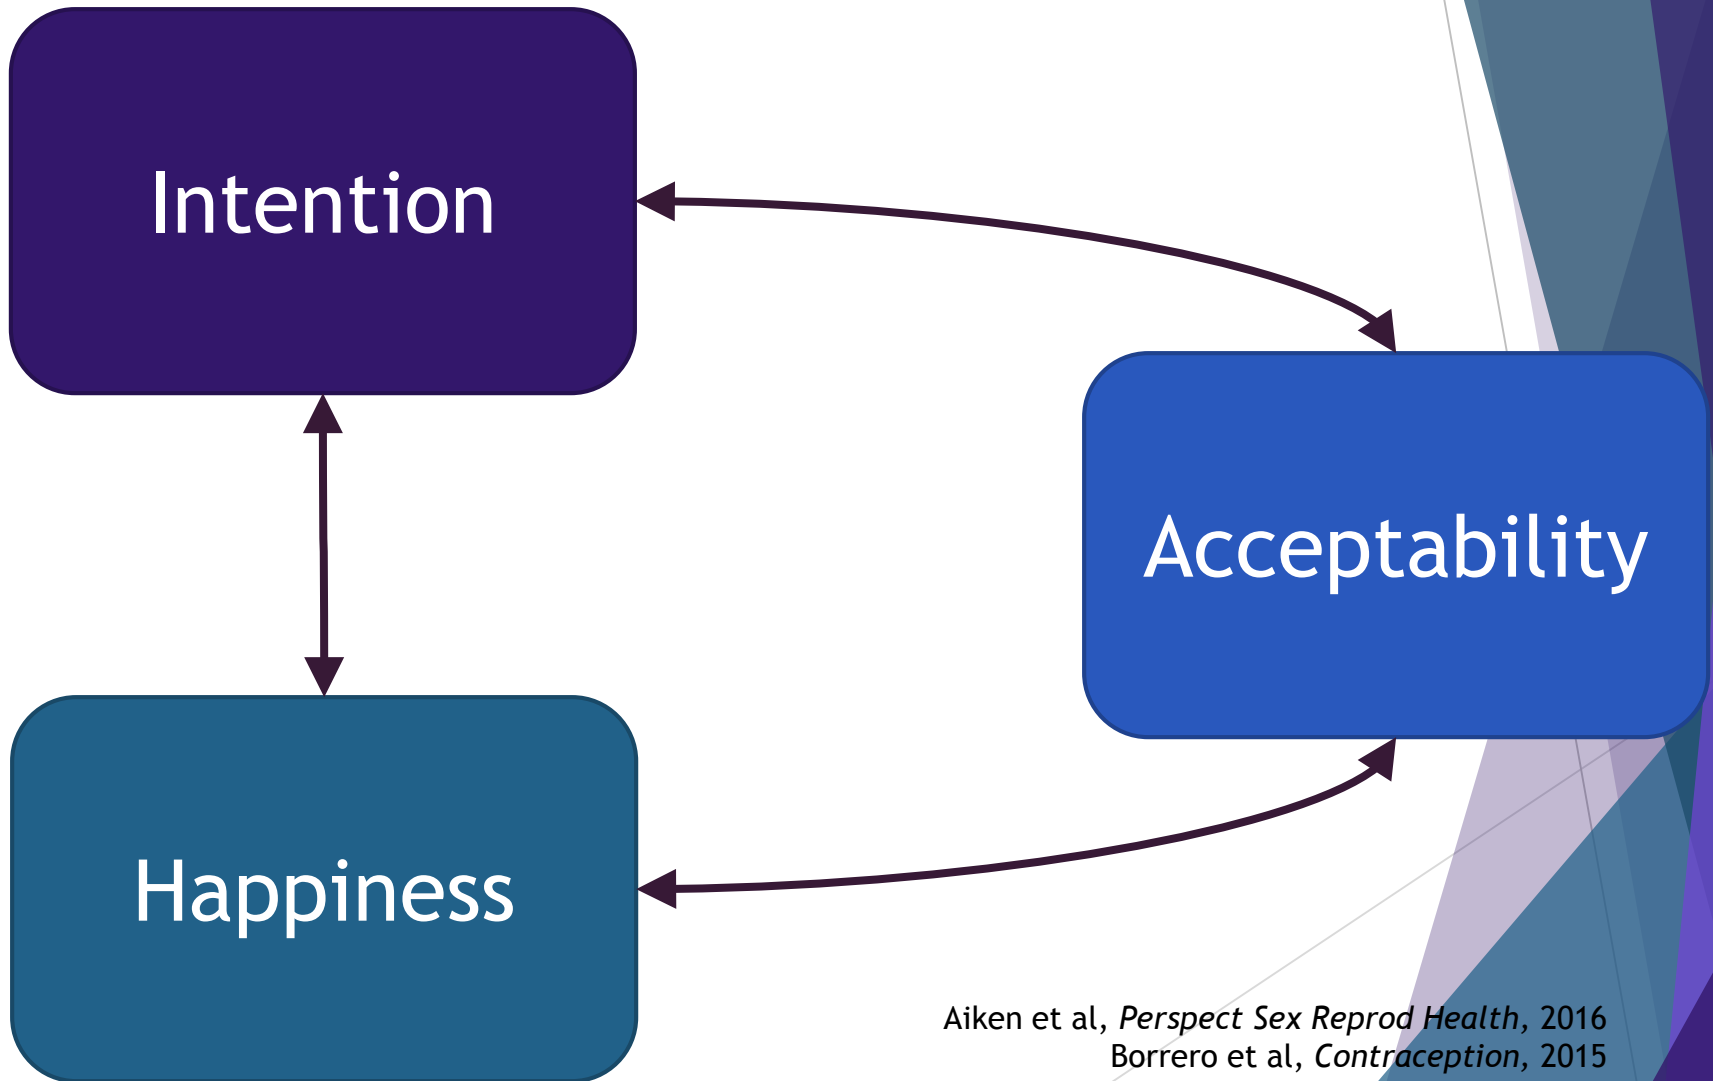 Intention
Acceptability
Happiness
Aiken et al, Perspect Sex Reprod Health, 2016
Borrero et al, Contraception, 2015